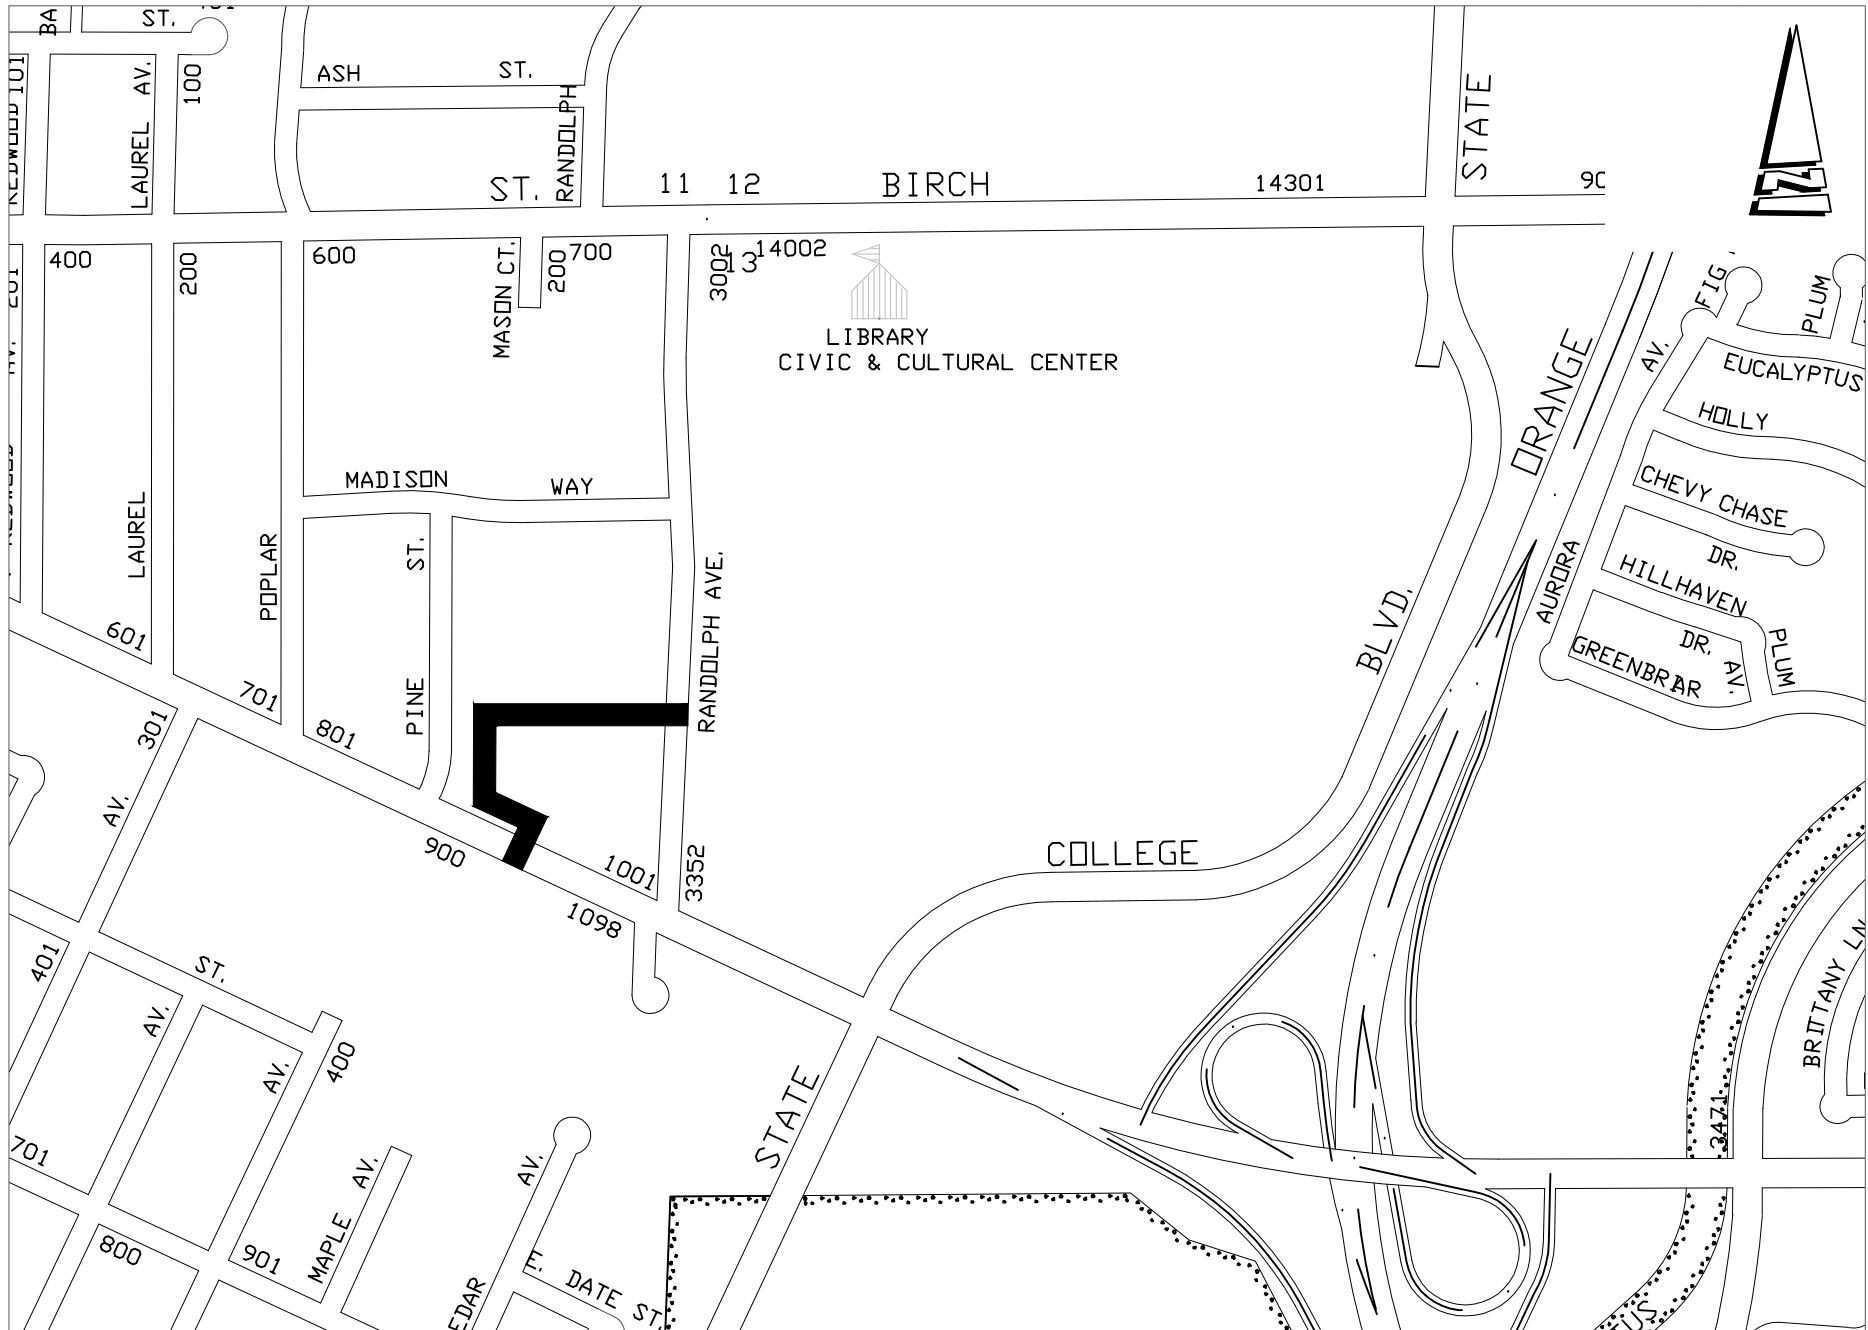 ST.
ASH ST.
LAUREL AV.
100
RANDOLPH
STATE
ST.
11 12
BIRCH
14301
N
400
200
600
MASON CT.
200
700
3002
13
14002
LIBRARY
CIVIC & CULTURAL CENTER
ORANGE
FIG
AV.
PLUM
EUCALYPTUS
HOLLY
CHEVY CHASE
DR.
HILLHAVEN
DR.
GREENBRIAR
AV.
PLUM
AURORA
MADISON WAY
LAUREL
POPLAR
PINE ST.
RANDOLPH AVE.
BLVD.
601
701
801
301
AV.
900
1001
3352
1098
COLLEGE
401
ST.
AV.
AV.
400
STATE
701
800
901
MAPLE AV.
AV.
E. DATE ST.
3471
BRITTANY LN